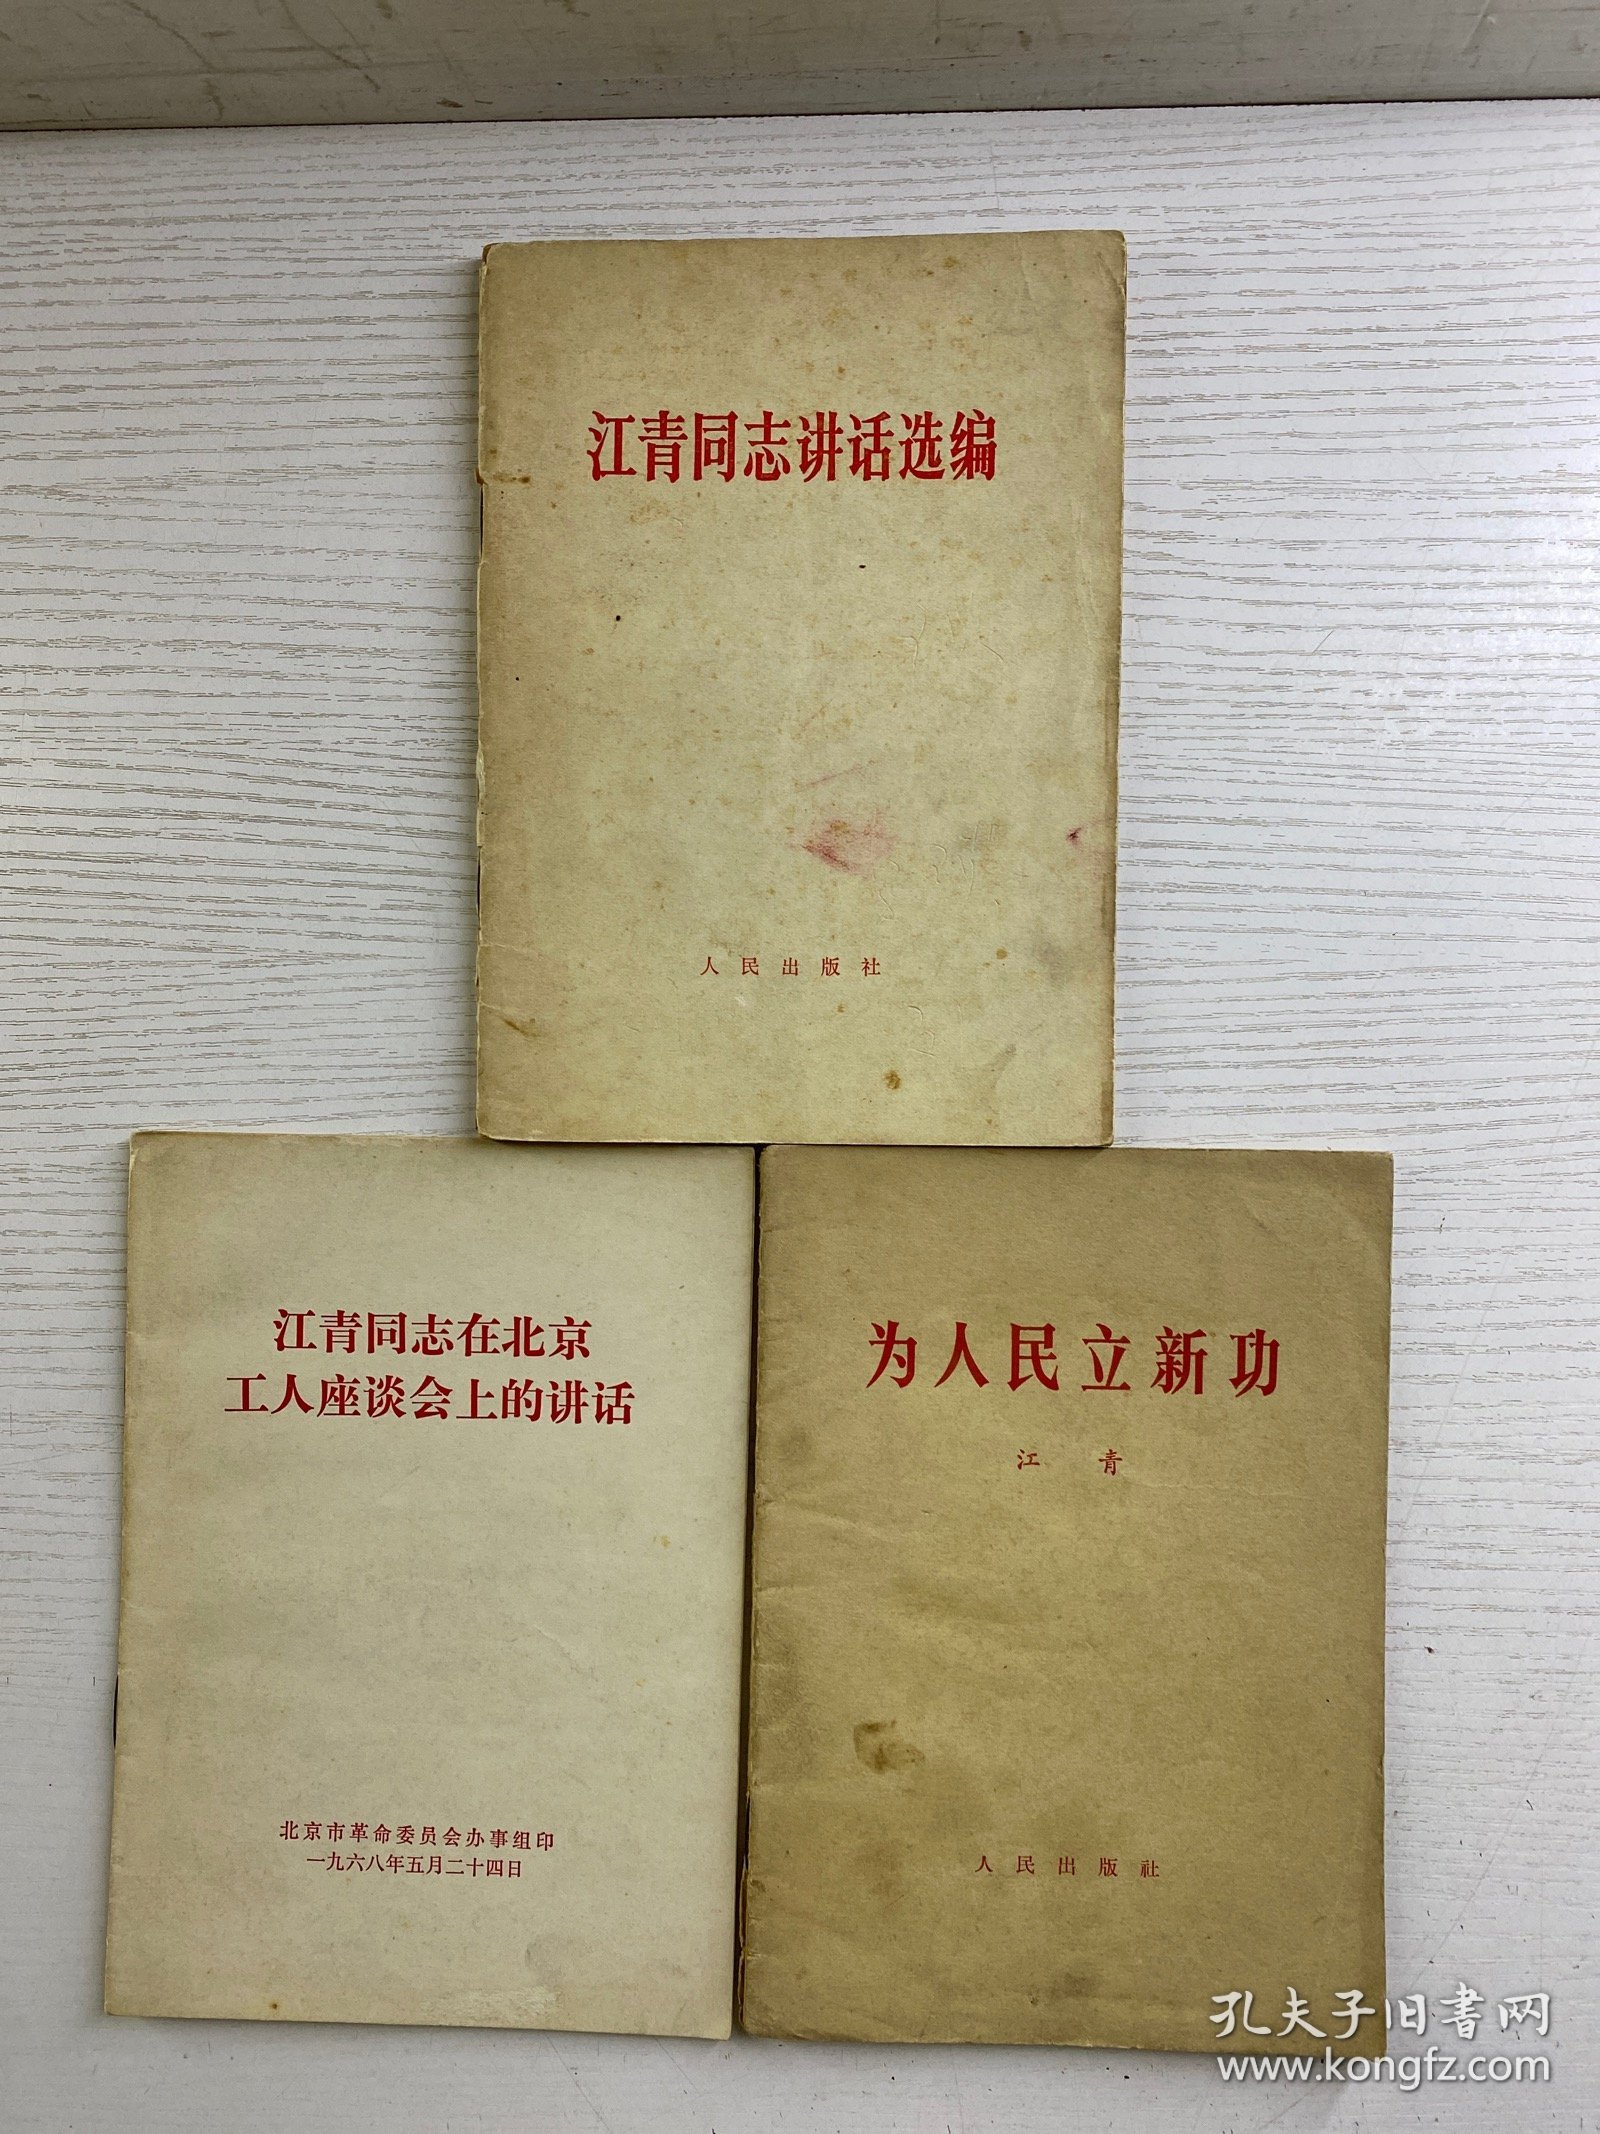 江青同志讲话选编
人民出版社
江青同志在北京
工人座谈会上的讲话
北京市革命委员会办事组印
一九六八年五月二十四日
为人民立新功
江青
人民出版社
孔夫子旧书网
www.kongfz.com